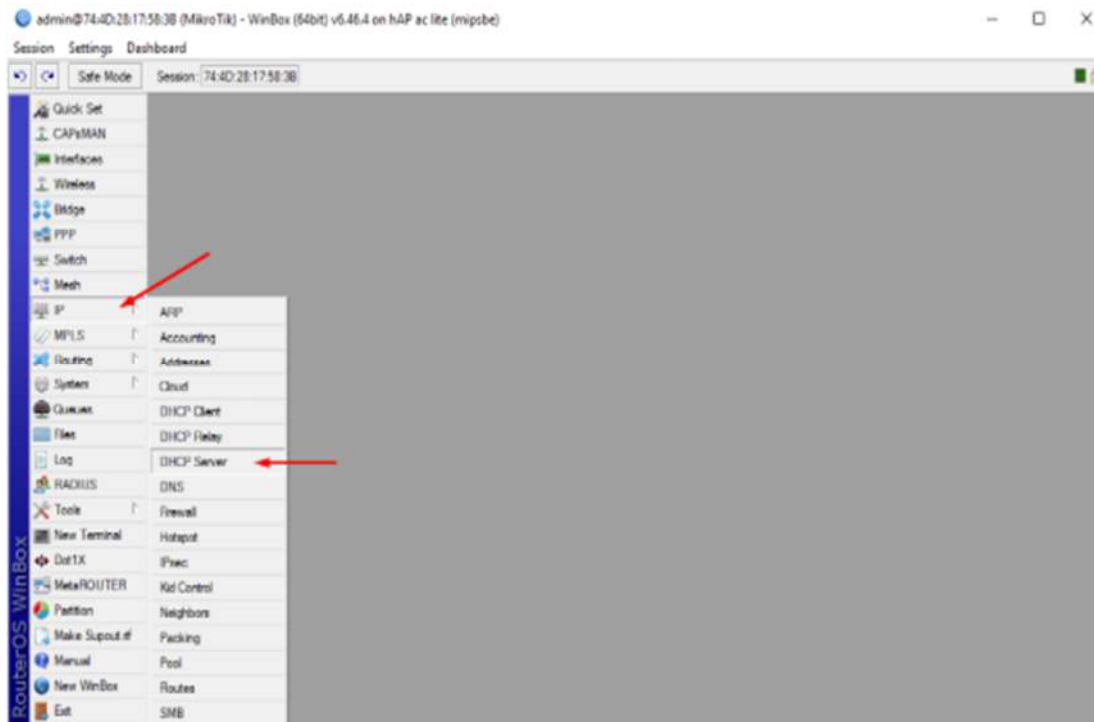 admin@74:4D:28:17:58:3B (MikroTik) - WinBox (64bit) v6.46.4 on hAP ac lite (mipsbe)
Session Settings Dashboard
Safe Mode Session: 74:4D:28:17:58:3B
Quick Set
CAPsMAN
Interfaces
Wireless
Bridge
PPP
Switch
Mesh
IP
MPLS
Routing
System
Queues
Files
Log
RADIUS
Tools
New Terminal
Dot1X
MetaROUTER
Partition
Make Supout.rif
Manual
New WinBox
Exit
ARP
Accounting
Addresses
Cloud
DHCP Client
DHCP Relay
DHCP Server
DNS
Firewall
Hotspot
IPsec
Kid Control
Neighbors
Packing
Pool
Routes
SMB
RouterOS WinBox